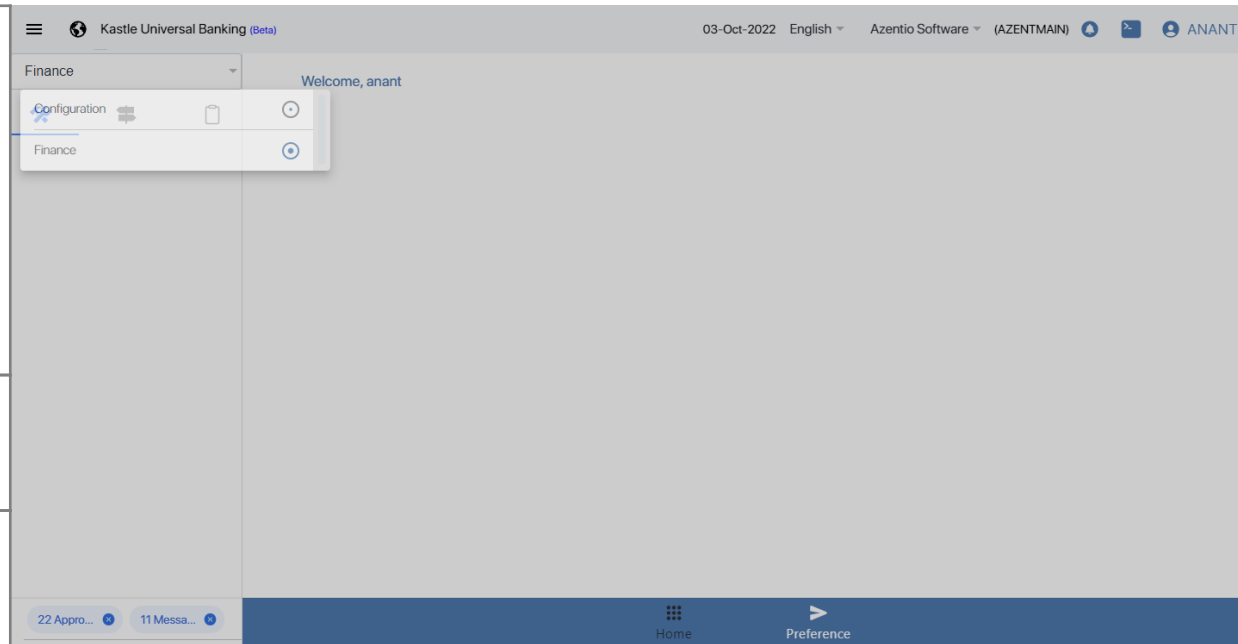 Kastle Universal Banking (Beta) 03-Oct-2022 English Azentio Software (AZENTMAIN) ANANT
Finance
Welcome, anant
Configuration
Finance
22 Appro... 11 Messa...
Home Preference